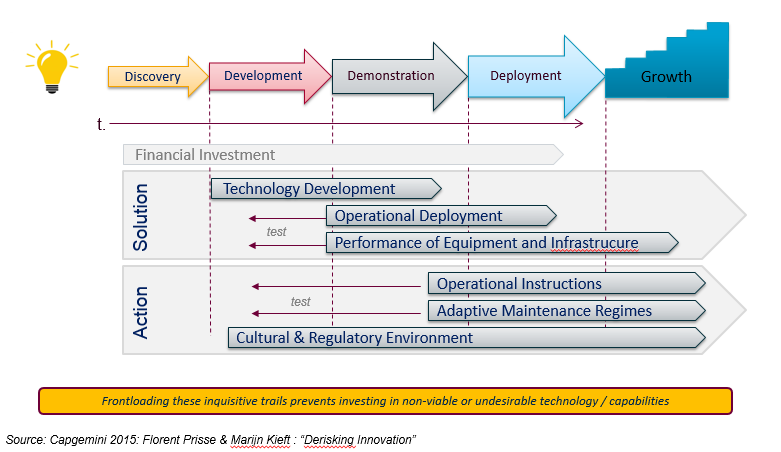 Discovery
Development
Demonstration
Deployment
Growth
t.
Financial Investment
Solution
Technology Development
Operational Deployment
test
Performance of Equipment and Infrastrucure
Action
Operational Instructions
test
Adaptive Maintenance Regimes
Cultural & Regulatory Environment
Frontloading these inquisitive trails prevents investing in non-viable or undesirable technology / capabilities
Source: Capgemini 2015: Florent Prisse & Marijn Kieft : “Derisking Innovation”